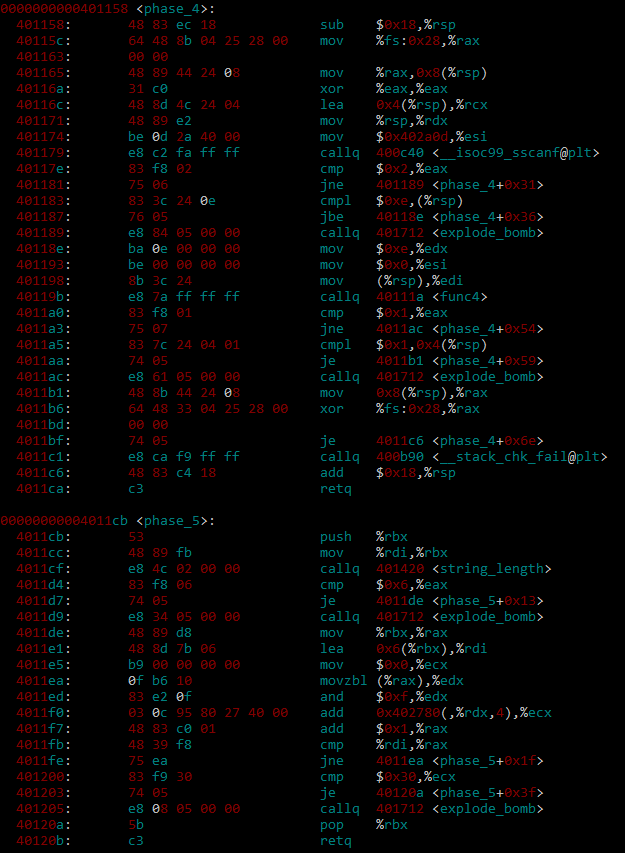 0000000000401158 <phase_4>:
401158: 48 83 ec 18 sub $0x18,%rsp
40115c: 64 48 8b 04 25 28 00 mov %fs:0x28,%rax
401163: 00 00
401165: 48 89 44 24 08 mov %rax,0x8(%rsp)
40116a: 31 c0 xor %eax,%eax
40116c: 48 8d 4c 24 04 lea 0x4(%rsp),%rcx
401171: 48 89 e2 mov %rsp,%rdx
401174: be 0d 2a 40 00 mov $0x402a0d,%esi
401179: e8 c2 fa ff ff callq 400c40 <__isoc99_sscanf@plt>
40117e: 83 f8 02 cmp $0x2,%eax
401181: 75 06 jne 401189 <phase_4+0x31>
401183: 83 3c 24 0e cmpl $0xe,(%rsp)
401187: 76 05 jbe 40118e <phase_4+0x36>
401189: e8 84 05 00 00 callq 401712 <explode_bomb>
40118e: ba 0e 00 00 00 mov $0xe,%edx
401193: be 00 00 00 00 mov $0x0,%esi
401198: 8b 3c 24 mov (%rsp),%edi
40119b: e8 7a ff ff ff callq 40111a <func4>
4011a0: 83 f8 01 cmp $0x1,%eax
4011a3: 75 07 jne 4011ac <phase_4+0x54>
4011a5: 83 7c 24 04 01 cmpl $0x1,0x4(%rsp)
4011aa: 74 05 je 4011b1 <phase_4+0x59>
4011ac: e8 61 05 00 00 callq 401712 <explode_bomb>
4011b1: 48 8b 44 24 08 mov 0x8(%rsp),%rax
4011b6: 64 48 33 04 25 28 00 xor %fs:0x28,%rax
4011bd: 00 00
4011bf: 74 05 je 4011c6 <phase_4+0x6e>
4011c1: e8 ca f9 ff ff callq 400b90 <__stack_chk_fail@plt>
4011c6: 48 83 c4 18 add $0x18,%rsp
4011ca: c3 retq
00000000004011cb <phase_5>:
4011cb: 53 push %rbx
4011cc: 48 89 fb mov %rdi,%rbx
4011cf: e8 4c 02 00 00 callq 401420 <string_length>
4011d4: 83 f8 06 cmp $0x6,%eax
4011d7: 74 05 je 4011de <phase_5+0x13>
4011d9: e8 34 05 00 00 callq 401712 <explode_bomb>
4011de: 48 89 d8 mov %rbx,%rax
4011e1: 48 8d 7b 06 lea 0x6(%rbx),%rdi
4011e5: b9 00 00 00 00 mov $0x0,%ecx
4011ea: 0f b6 10 movzbl (%rax),%edx
4011ed: 83 e2 0f and $0xf,%edx
4011f0: 03 0c 95 80 27 40 00 add 0x402780(,%rdx,4),%ecx
4011f7: 48 83 c0 01 add $0x1,%rax
4011fb: 48 39 f8 cmp %rdi,%rax
4011fe: 75 ea jne 4011ea <phase_5+0x1f>
401200: 83 f9 30 cmp $0x30,%ecx
401203: 74 05 je 40120a <phase_5+0x3f>
401205: e8 08 05 00 00 callq 401712 <explode_bomb>
40120a: 5b pop %rbx
40120b: c3 retq